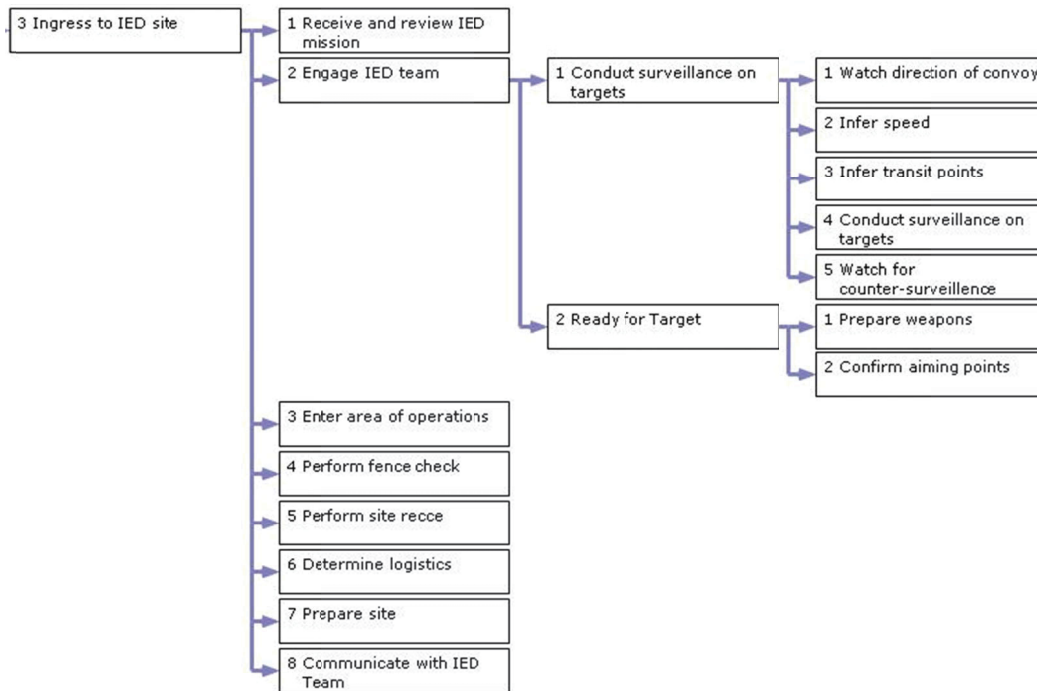 3 Ingress to IED site
1 Receive and review IED
mission
2 Engage IED team
1 Conduct surveillance on
targets
1 Watch direction of convoy
2 Infer speed
3 Infer transit points
4 Conduct surveillance on
targets
5 Watch for
counter-surveillence
2 Ready for Target
1 Prepare weapons
2 Confirm aiming points
3 Enter area of operations
4 Perform fence check
5 Perform site recce
6 Determine logistics
7 Prepare site
8 Communicate with IED
Team